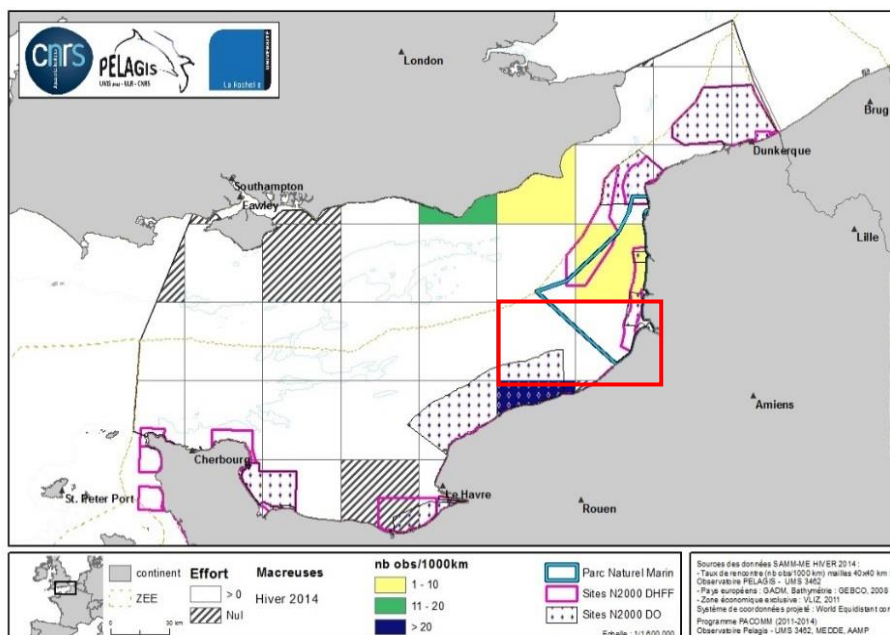 cnrs
PELAGIS
UMS 3462 - ULR - CNRS
UNIVERSITÉ
La Rochelle
London
Brug
Dunkerque
Southampton
Fawley
Lille
Amiens
Cherbourg
St. Peter Port
Le Havre
Rouen
continent
ZEE
30 km
Effort
> 0
Nul
Macreuses
Hiver 2014
nb obs/1000km
1 - 10
11 - 20
> 20
Parc Naturel Marin
Sites N2000 DHFF
Sites N2000 DO
Echelle : 1/1 600 000
Sources des données SAMM-ME HIVER 2014 :
- Taux de rencontre (nb obs/1000 km) mailles 40x40 km :
Observatoire PELAGIS - UMS 3462
- Pays européens : GADM, Bathymétrie : GEBCO, 2008
- Zone économique exclusive : VLIZ, 2011
Système de coordonnées projeté : World Equidistant con
Programme PACOMM (2011-2014)
Observatoire Pelagis - UMS 3462, MEDDE, AAMP